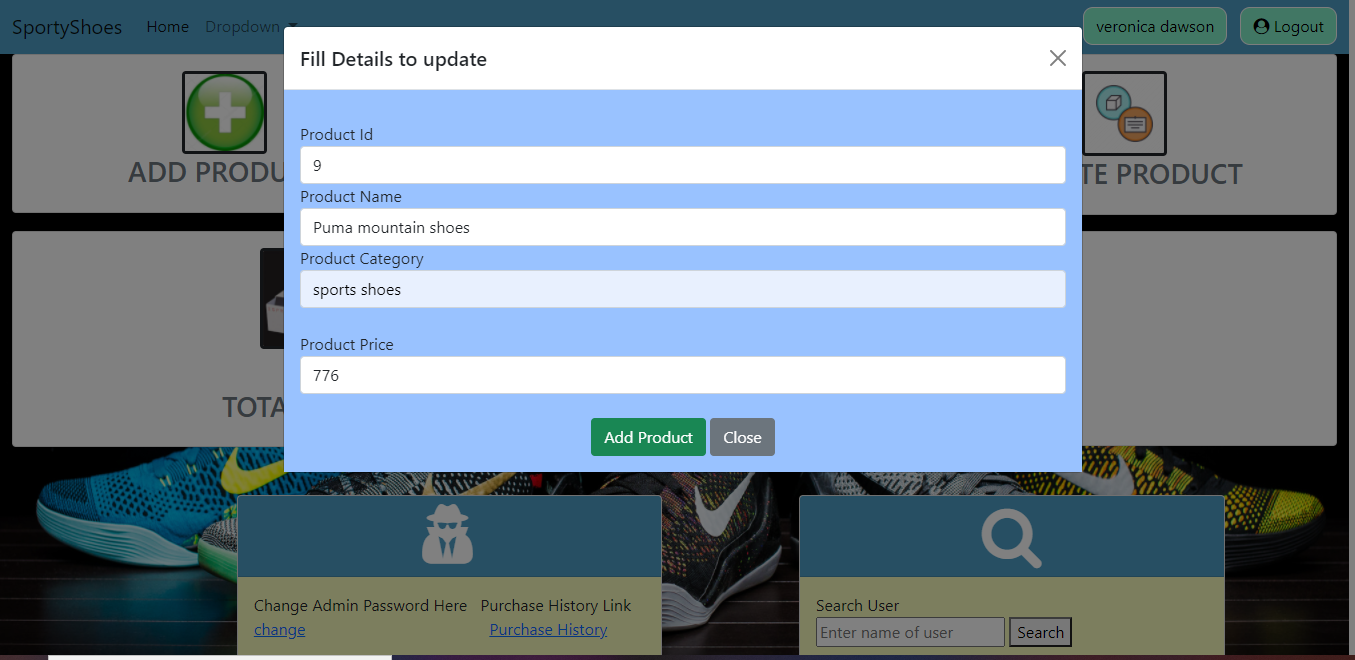 SportyShoes Home Dropdown veronica dawson Logout
Fill Details to update
ADD PRODU
TE PRODUCT
Product Id
9
Product Name
Puma mountain shoes
Product Category
sports shoes
Product Price
776
TOTA
Add Product Close
Change Admin Password Here Purchase History Link
change Purchase History
Search User
Enter name of user Search